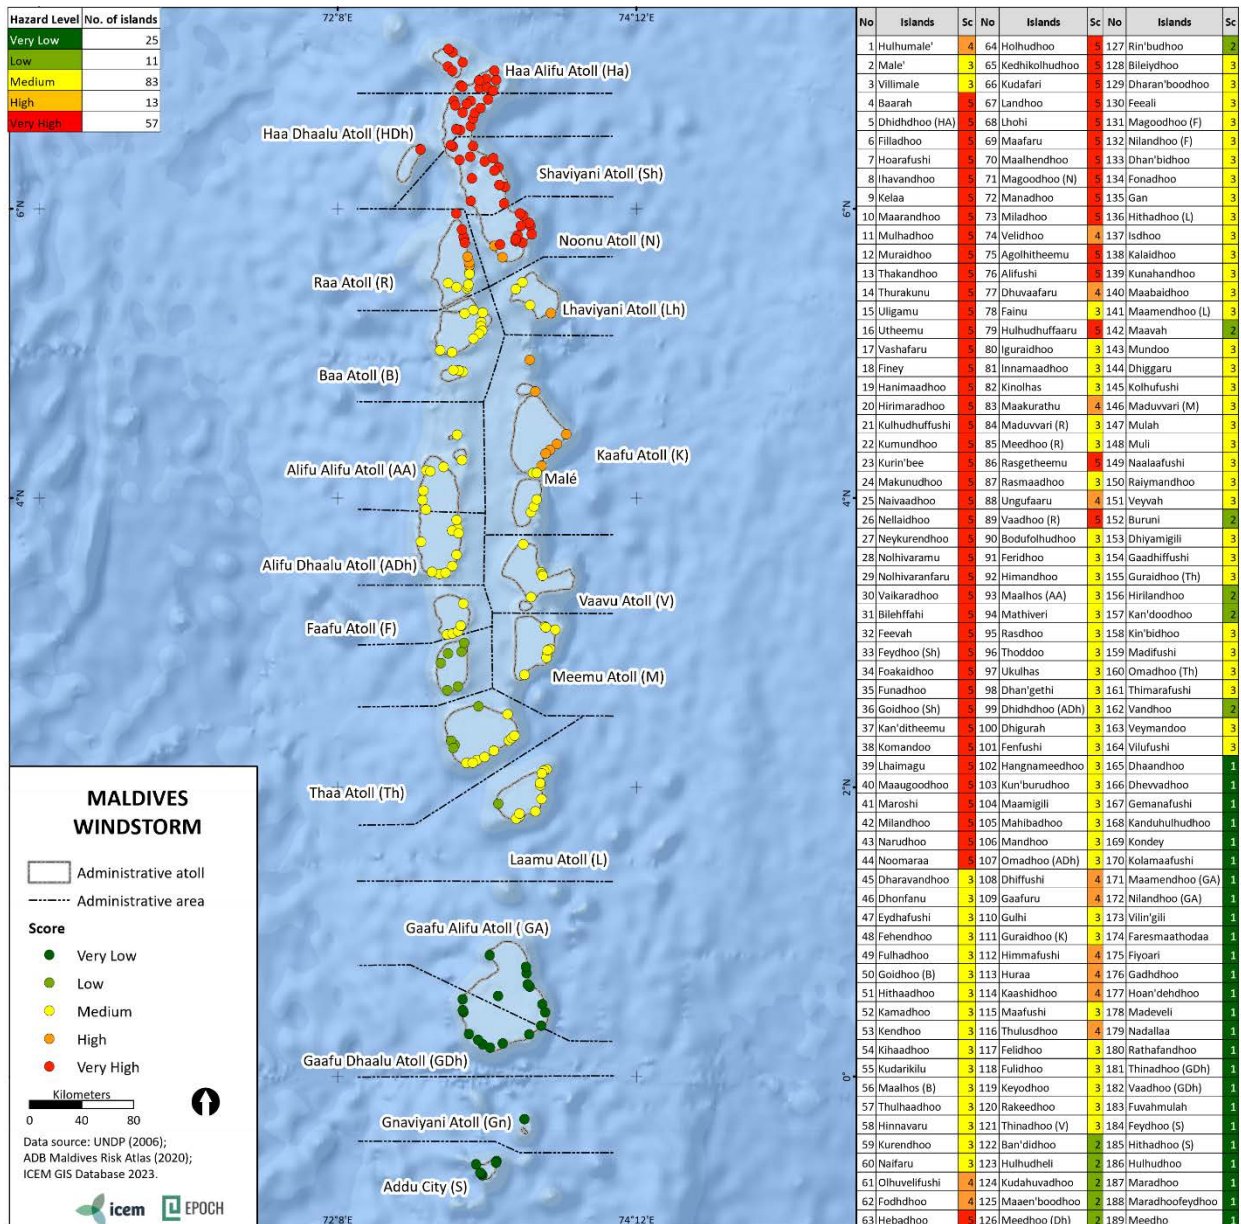 Hazard Level No. of islands
Very Low 25
Low 11
Medium 83
High 13
Very High 57
72°8'E
74°12'E
Haa Alifu Atoll (Ha)
Haa Dhaalu Atoll (HDh)
Shaviyani Atoll (Sh)
6°N
6°N
Noonu Atoll (N)
Raa Atoll (R)
Lhaviyani Atoll (Lh)
Baa Atoll (B)
Kaafu Atoll (K)
Alifu Alifu Atoll (AA)
Malé
4°N
4°N
Alifu Dhaalu Atoll (ADh)
Vaavu Atoll (V)
Faafu Atoll (F)
Meemu Atoll (M)
Thaa Atoll (Th)
2°N
Laamu Atoll (L)
Gaafu Alifu Atoll ( GA)
Gaafu Dhaalu Atoll (GDh)
0°
Gnaviyani Atoll (Gn)
Addu City (S)
72°8'E
74°12'E
MALDIVES
WINDSTORM
Administrative atoll
Administrative area
Score
Very Low
Low
Medium
High
Very High
Kilometers
0 40 80
Data source: UNDP (2006);
ADB Maldives Risk Atlas (2020);
ICEM GIS Database 2023.
icem EPOCH
No Islands Sc No Islands Sc No Islands Sc
1 Hulhumale' 4 64 Holhudhoo 5 127 Rin'budhoo 2
2 Male' 3 65 Kedhikolhudhoo 5 128 Bileiydhoo 3
3 Villimale 3 66 Kudafari 5 129 Dharan'boodhoo 3
4 Baarah 5 67 Landhoo 5 130 Feeali 3
5 Dhidhdhoo (HA) 5 68 Lhohi 5 131 Magoodhoo (F) 3
6 Filladhoo 5 69 Maafaru 5 132 Nilandhoo (F) 3
7 Hoarafushi 5 70 Maalhendhoo 5 133 Dhan'bidhoo 3
8 Ihavandhoo 5 71 Magoodhoo (N) 5 134 Fonadhoo 3
9 Kelaa 5 72 Manadhoo 5 135 Gan 3
10 Maarandhoo 5 73 Miladhoo 5 136 Hithadhoo (L) 3
11 Mulhadhoo 5 74 Velidhoo 4 137 Isdhoo 3
12 Muraidhoo 5 75 Agolhitheemu 5 138 Kalaidhoo 3
13 Thakandhoo 5 76 Alifushi 5 139 Kunahandhoo 3
14 Thurakunu 5 77 Dhuvaafaru 4 140 Maabaidhoo 3
15 Uligamu 5 78 Fainu 3 141 Maamendhoo (L) 3
16 Utheemu 5 79 Hulhudhuffaaru 5 142 Maavah 2
17 Vashafaru 5 80 Iguraidhoo 3 143 Mundoo 3
18 Finey 5 81 Innamaadhoo 3 144 Dhiggaru 3
19 Hanimaadhoo 5 82 Kinolhas 3 145 Kolhufushi 3
20 Hirimaradhoo 5 83 Maakurathu 4 146 Maduvvari (M) 3
21 Kulhudhuffushi 5 84 Maduvvari (R) 3 147 Mulah 3
22 Kumundhoo 5 85 Meedhoo (R) 3 148 Muli 3
23 Kurin'bee 5 86 Rasgetheemu 5 149 Naalaafushi 3
24 Makunudhoo 5 87 Rasmaadhoo 3 150 Raiymandhoo 3
25 Naivaadhoo 5 88 Ungufaaru 4 151 Veyvah 3
26 Nellaidhoo 5 89 Vaadhoo (R) 5 152 Buruni 2
27 Neykurendhoo 5 90 Bodufolhudhoo 3 153 Dhiyamigili 3
28 Nolhivaramu 5 91 Feridhoo 3 154 Gaadhiffushi 3
29 Nolhivaranfaru 5 92 Himandhoo 3 155 Guraidhoo (Th) 3
30 Vaikaradhoo 5 93 Maalhos (AA) 3 156 Hirilandhoo 2
31 Bilehffahi 5 94 Mathiveri 3 157 Kan'doodhoo 2
32 Feevah 5 95 Rasdhoo 3 158 Kin'bidhoo 3
33 Feydhoo (Sh) 5 96 Thoddoo 3 159 Madifushi 3
34 Foakaidhoo 5 97 Ukulhas 3 160 Omadhoo (Th) 3
35 Funadhoo 5 98 Dhan'gethi 3 161 Thimarafushi 3
36 Goidhoo (Sh) 5 99 Dhidhdhoo (ADh) 3 162 Vandhoo 2
37 Kan'ditheemu 5 100 Dhigurah 3 163 Veymandoo 3
38 Komandoo 5 101 Fenfushi 3 164 Vilufushi 3
39 Lhaimagu 5 102 Hangnameedhoo 3 165 Dhaandhoo 1
40 Maaugoodhoo 5 103 Kun'burudhoo 3 166 Dhevvadhoo 1
41 Maroshi 5 104 Maamigili 3 167 Gemanafushi 1
42 Milandhoo 5 105 Mahibadhoo 3 168 Kanduhulhudhoo 1
43 Narudhoo 5 106 Mandhoo 3 169 Kondey 1
44 Noomaraa 5 107 Omadhoo (ADh) 3 170 Kolamaafushi 1
45 Dharavandhoo 3 108 Dhiffushi 4 171 Maamendhoo (GA) 1
46 Dhonfanu 3 109 Gaafuru 4 172 Nilandhoo (GA) 1
47 Eydhafushi 3 110 Gulhi 3 173 Vilin'gili 1
48 Fehendhoo 3 111 Guraidhoo (K) 3 174 Faresmaathodaa 1
49 Fulhadhoo 3 112 Himmafushi 4 175 Fiyoari 1
50 Goidhoo (B) 3 113 Huraa 4 176 Gadhdhoo 1
51 Hithaadhoo 3 114 Kaashidhoo 4 177 Hoan'dehdhoo 1
52 Kamadhoo 3 115 Maafushi 3 178 Madeveli 1
53 Kendhoo 3 116 Thulusdhoo 4 179 Nadallaa 1
54 Kihaadhoo 3 117 Felidhoo 3 180 Rathafandhoo 1
55 Kudarikilu 3 118 Fulidhoo 3 181 Thinadhoo (GDh) 1
56 Maalhos (B) 3 119 Keyodhoo 3 182 Vaadhoo (GDh) 1
57 Thulhaadhoo 3 120 Rakeedhoo 3 183 Fuvahmulah 1
58 Hinnavaru 3 121 Thinadhoo (V) 3 184 Feydhoo (S) 1
59 Kurendhoo 3 122 Ban'didhoo 2 185 Hithadhoo (S) 1
60 Naifaru 3 123 Hulhudheli 2 186 Hulhudhoo 1
61 Olhuvelifushi 4 124 Kudahuvadhoo 2 187 Maradhoo 1
62 Fodhdhoo 4 125 Maaen'boodhoo 2 188 Maradhoofeydhoo 1
63 Hebadhoo 5 126 Meedhoo (Dh) 2 189 Meedho 1